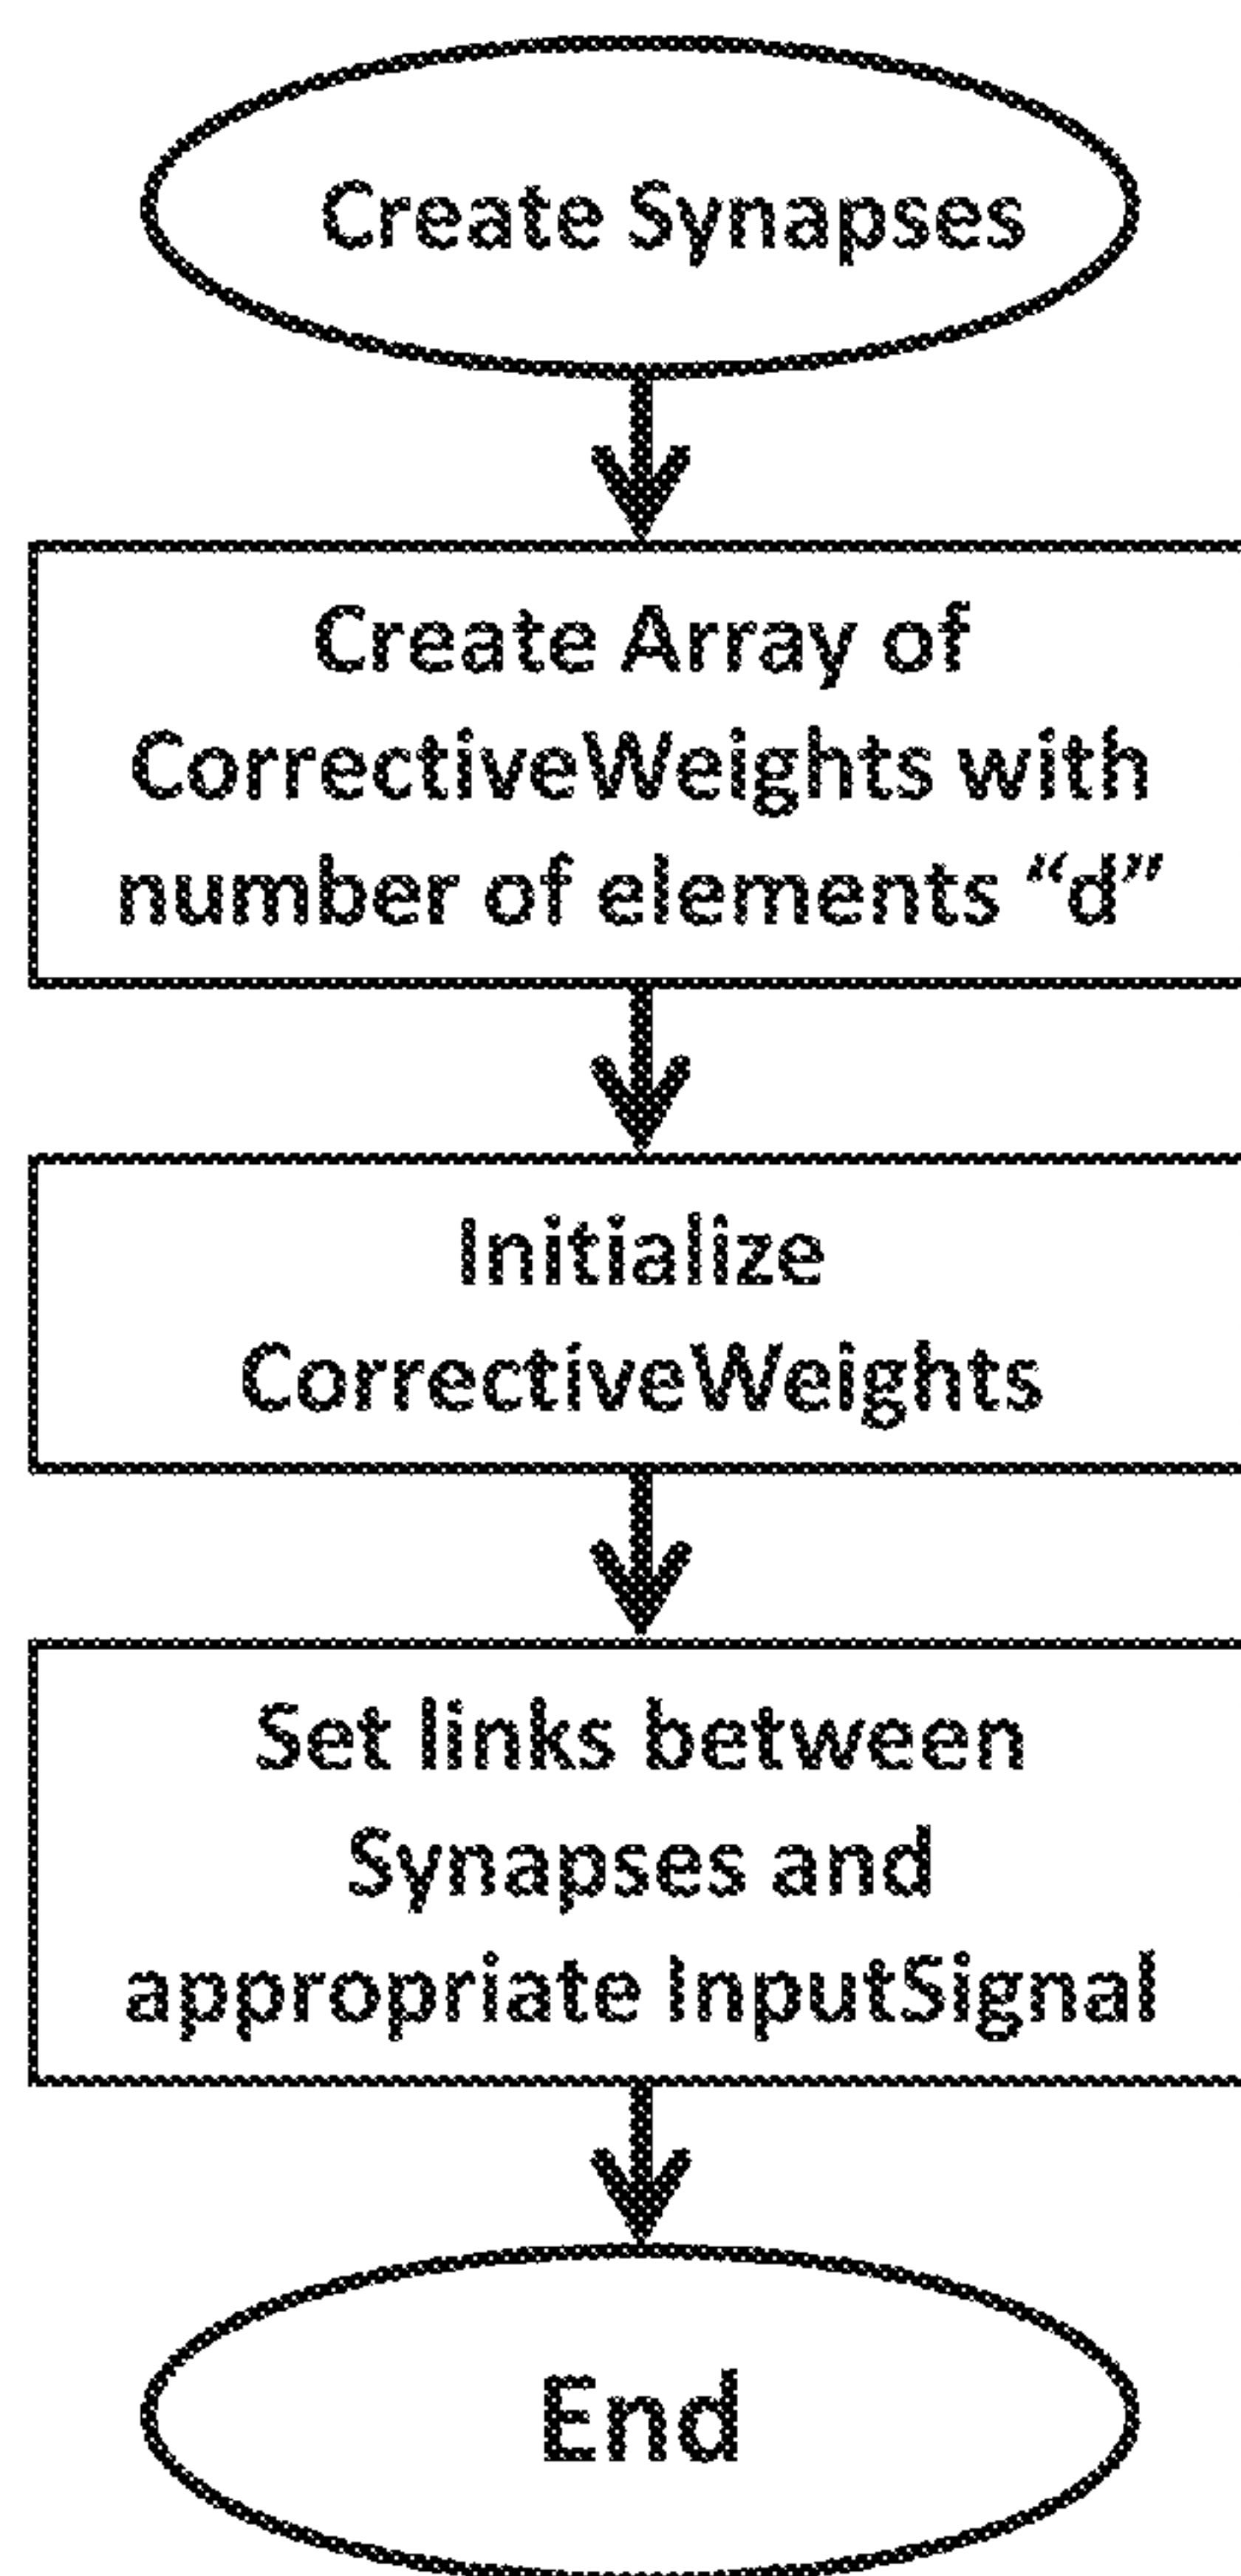 Create Synapses
Create Array of
CorrectiveWeights with
number of elements “d”
Initialize
CorrectiveWeights
Set links between
Synapses and
appropriate InputSignal
End